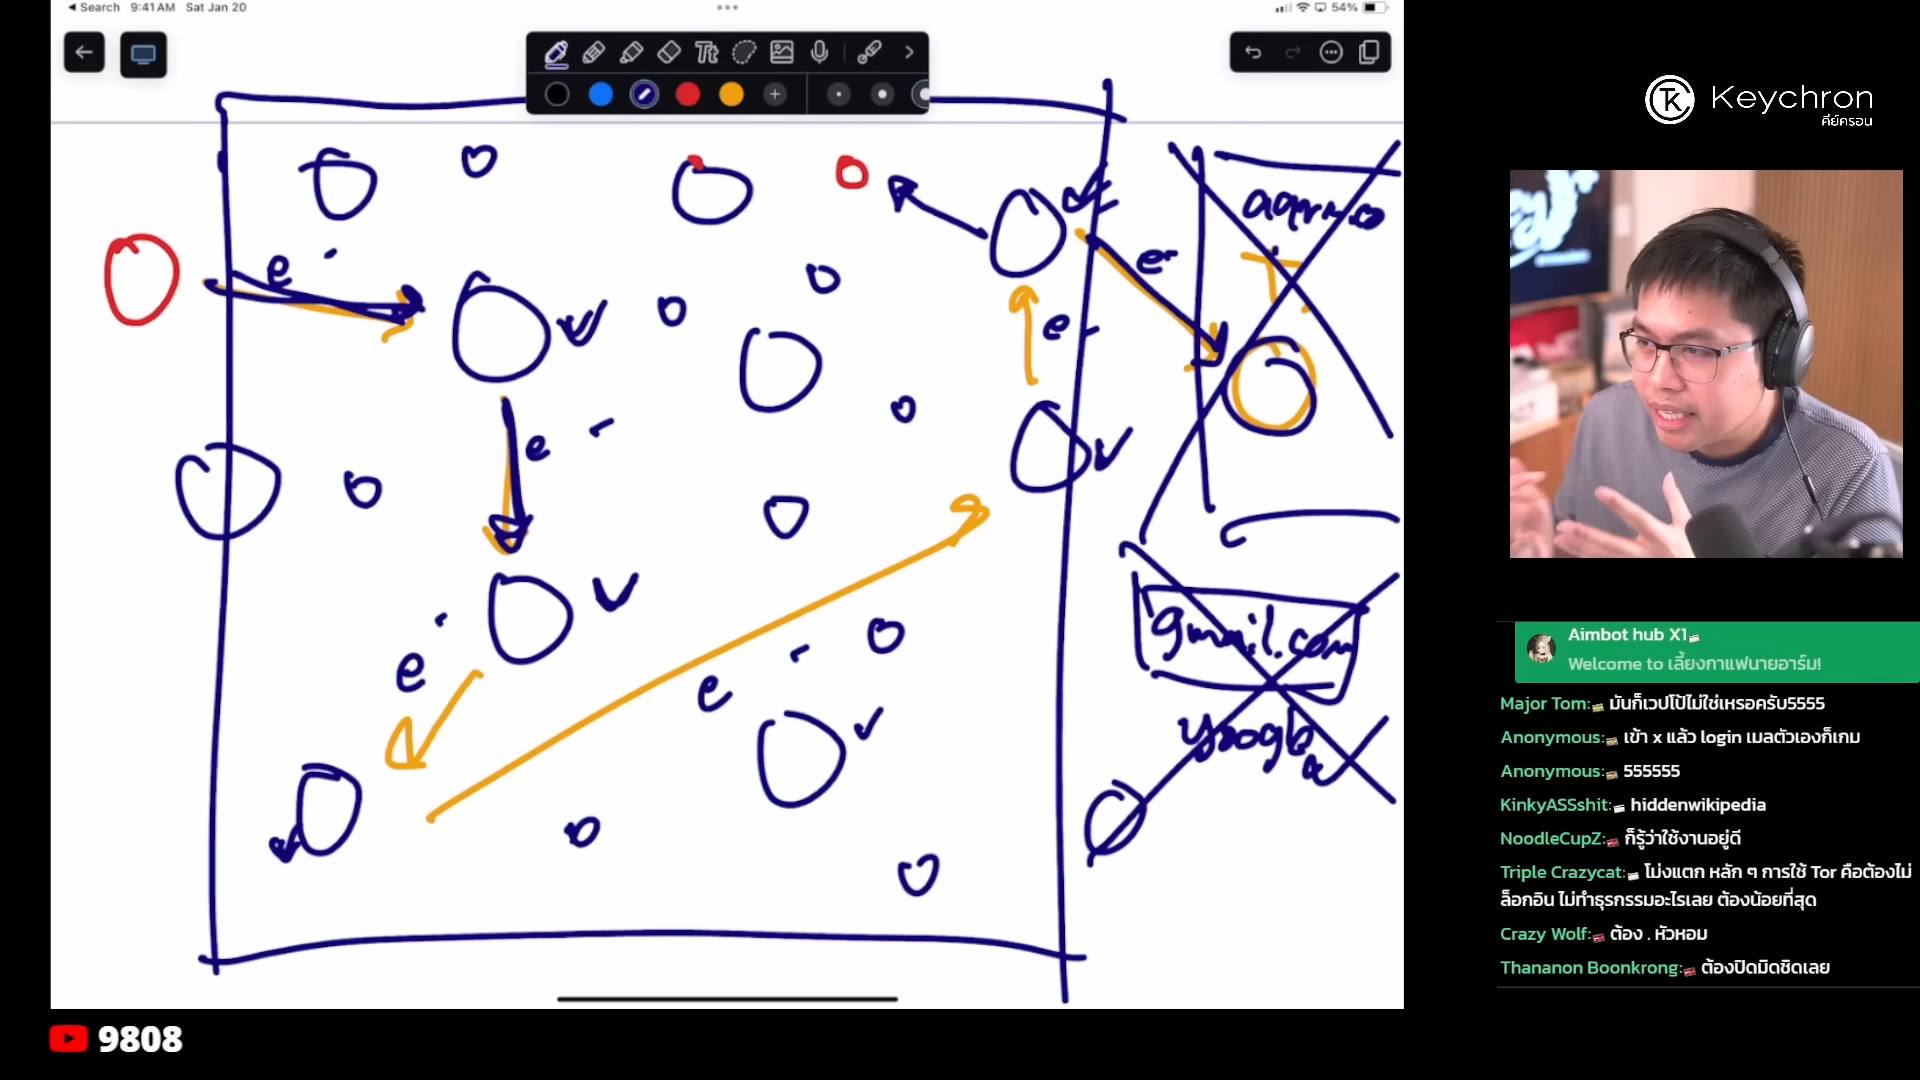 Search 9:41 AM Sat Jan 20
54%
Tt
Keychron
คีย์ครอน
e
e
e
e
e
e
gmail.com
Aimbot hub X1
Welcome to เลี้ยงกาแฟนายอาร์ม!
Major Tom: มันก็เวปโป้ไม่ใช่เหรอครับ5555
Anonymous: เข้า x แล้ว login เมลตัวเองก็เกม
Anonymous: 555555
KinkyASSshit: hiddenwikipedia
NoodleCupZ: ก็รู้ว่าใช้งานอยู่ดี
Triple Crazycat: โม่งแตก หลัก ๆ การใช้ Tor คือต้องไม่
ล็อกอิน ไม่ทำธุรกรรมอะไรเลย ต้องน้อยที่สุด
Crazy Wolf: ต้อง . หัวหอม
Thananon Boonkrong: ต้องปิดมิดชิดเลย
9808